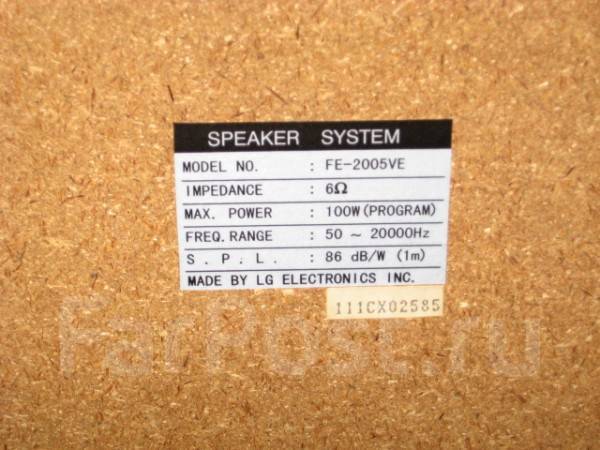 SPEAKER SYSTEM
MODEL NO. : FE-2005VE
IMPEDANCE : 6Ω
MAX. POWER : 100W(PROGRAM)
FREQ.RANGE : 50 ~ 20000Hz
S. P. L. : 86 dB/W (1m)
MADE BY LG ELECTRONICS INC.
111CX02585
FarPost.ru